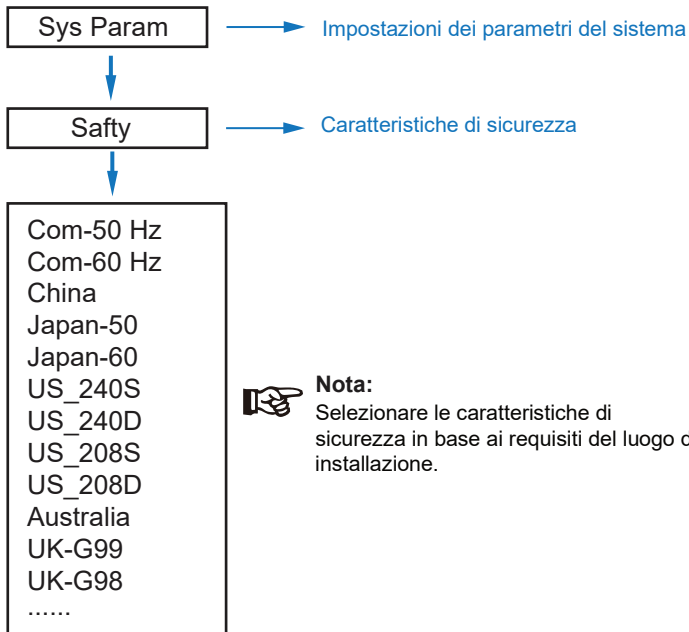 Sys Param
Impostazioni dei parametri del sistema
Safty
Caratteristiche di sicurezza
Com-50 Hz
Com-60 Hz
China
Japan-50
Japan-60
US_240S
US_240D
US_208S
US_208D
Australia
UK-G99
UK-G98
......
Nota:
Selezionare le caratteristiche di
sicurezza in base ai requisiti del luogo d
installazione.